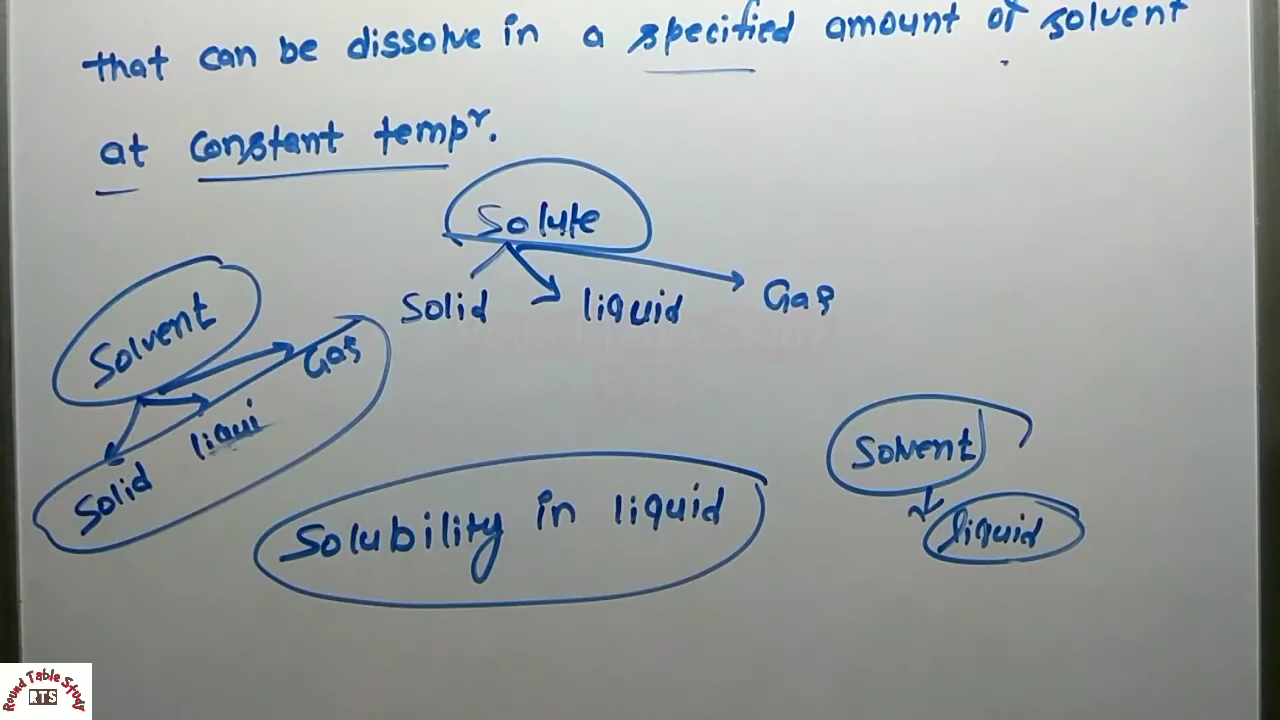 that can be dissolve in a specified amount of solvent
at constant tempr.
Solute
Solid liquid Gas
Solvent
Gas
liqui
Solid
Solvent
liquid
Solubility in liquid
Round Table Study
RTS